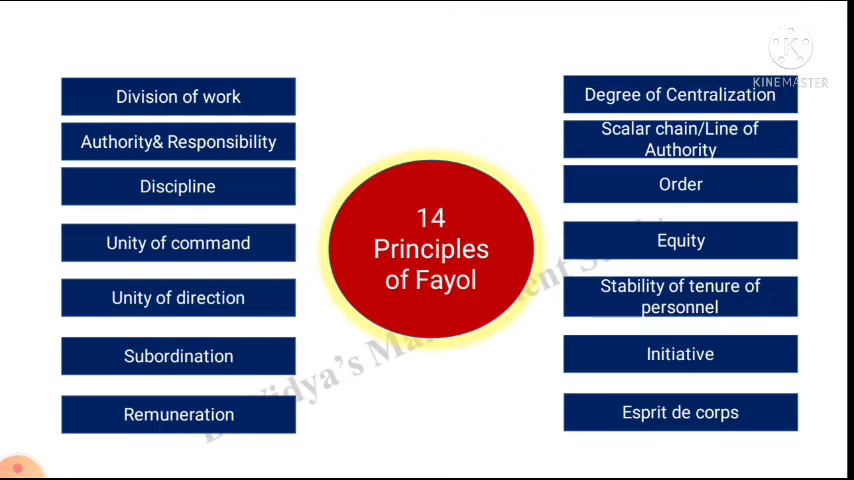 KINEMASTER
Division of work
Authority& Responsibility
Discipline
Unity of command
Unity of direction
Subordination
Remuneration
14
Principles
of Fayol
Degree of Centralization
Scalar chain/Line of
Authority
Order
Equity
Stability of tenure of
personnel
Initiative
Esprit de corps